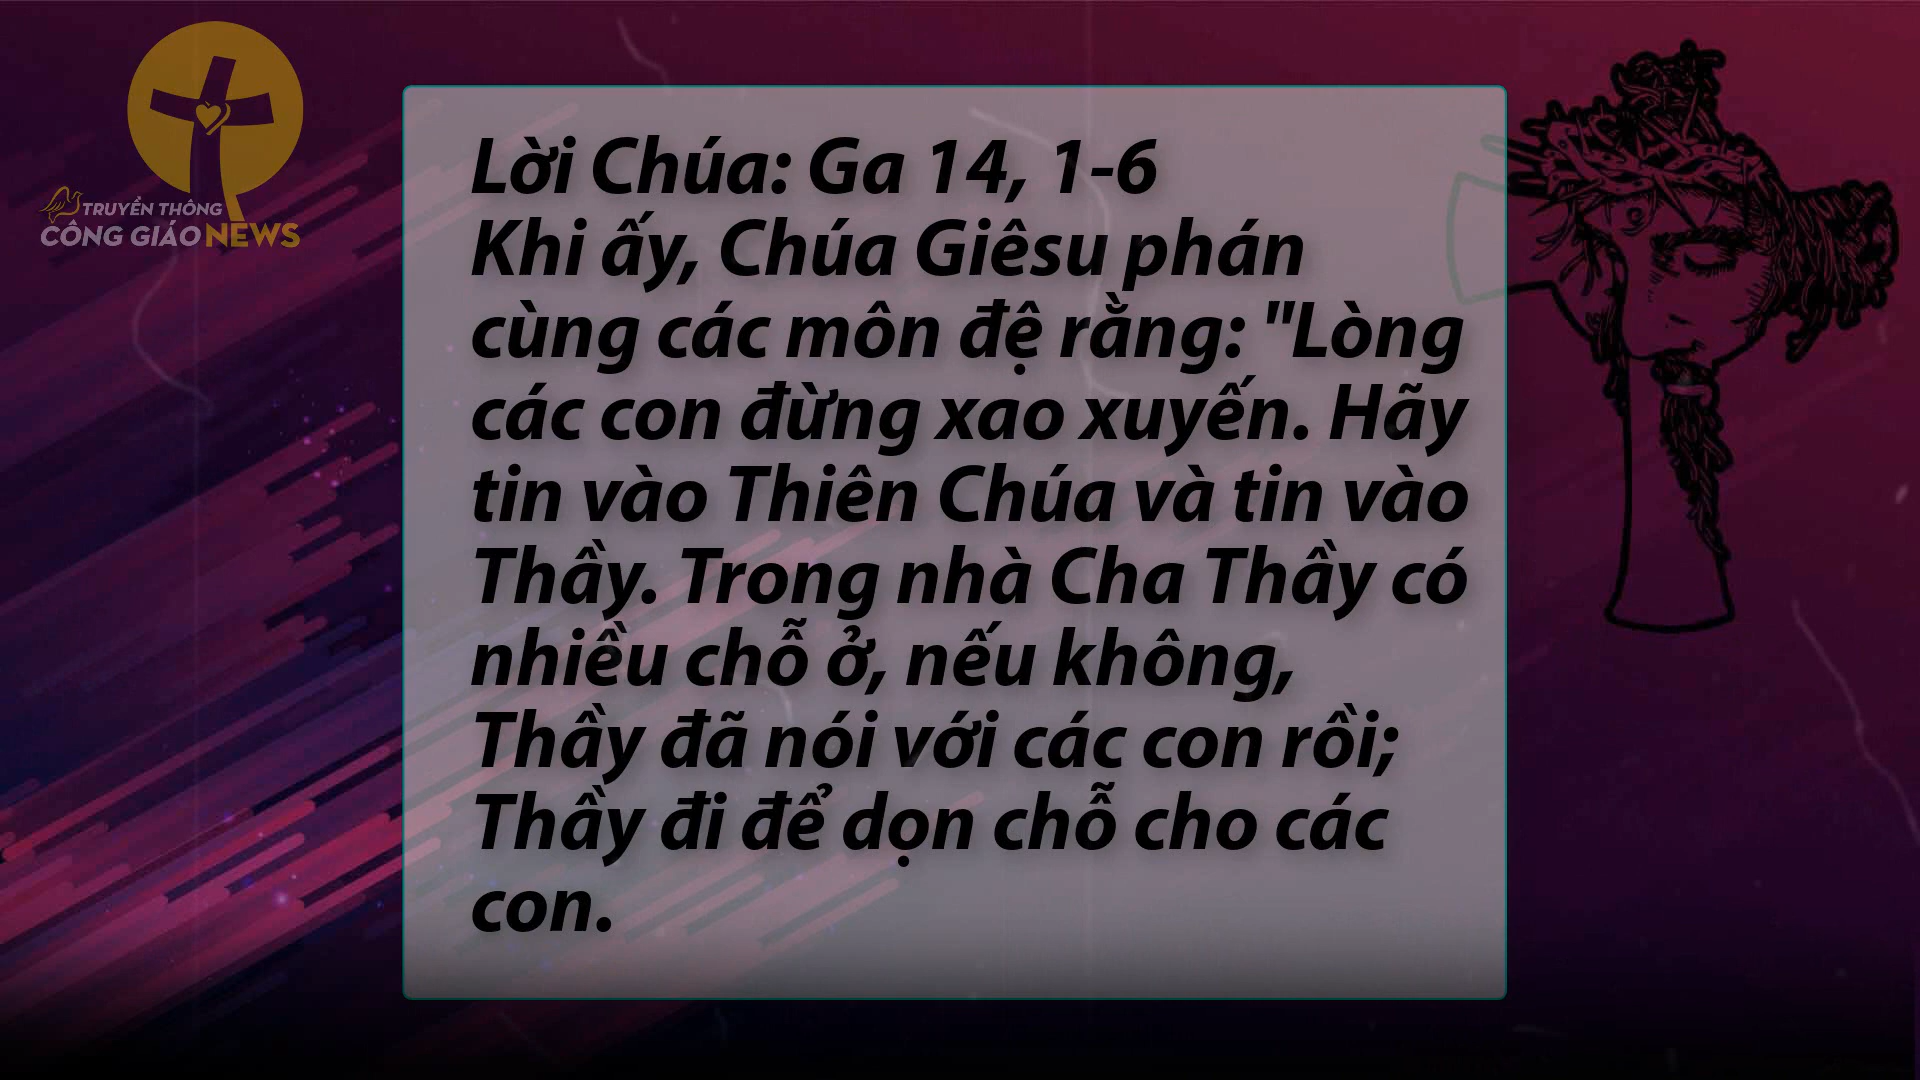 TRUYỀN THÔNG
CÔNG GIÁO NEWS
Lời Chúa: Ga 14, 1-6
Khi ấy, Chúa Giêsu phán
cùng các môn đệ rằng: "Lòng
các con đừng xao xuyến. Hãy
tin vào Thiên Chúa và tin vào
Thầy. Trong nhà Cha Thầy có
nhiều chỗ ở, nếu không,
Thầy đã nói với các con rồi;
Thầy đi để dọn chỗ cho các
con.